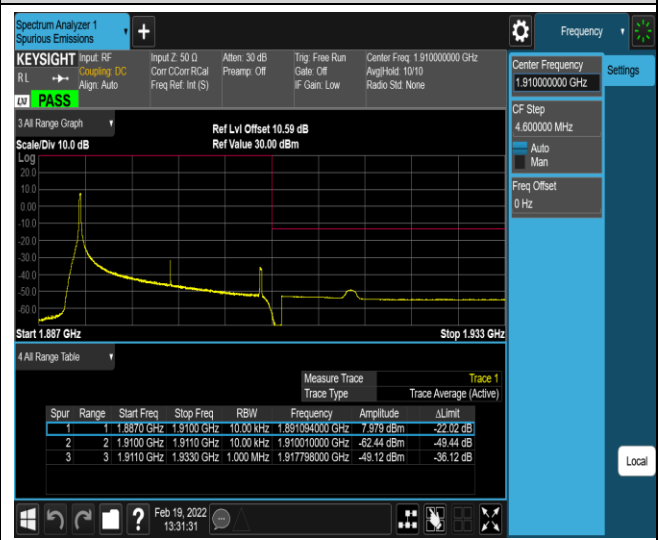 Spectrum Analyzer 1
Spurious Emissions
Frequency
KEYSIGHT Input: RF Input Z: 50 Ω Atten: 30 dB Trig: Free Run Center Freq: 1.910000000 GHz
RL Coupling: DC Corr CCorr RCal Preamp: Off Gate: Off Avg|Hold: 10/10
Align: Auto Freq Ref: Int (S) IF Gain: Low Radio Std: None
LNI PASS
Center Frequency
1.910000000 GHz
Settings
CF Step
4.600000 MHz
Auto
Man
Freq Offset
0 Hz
3 All Range Graph
Ref Lvl Offset 10.59 dB
Scale/Div 10.0 dB Ref Value 30.00 dBm
Log
20.0
10.0
0.00
-10.0
-20.0
-30.0
-40.0
-50.0
-60.0
Start 1.887 GHz Stop 1.933 GHz
4 All Range Table
Measure Trace Trace 1
Trace Type Trace Average (Active)
Spur Range Start Freq Stop Freq RBW Frequency Amplitude ΔLimit
1 1 1.8870 GHz 1.9100 GHz 10.00 kHz 1.891094000 GHz 7.979 dBm -22.02 dB
2 2 1.9100 GHz 1.9110 GHz 10.00 kHz 1.910010000 GHz -62.44 dBm -49.44 dB
3 3 1.9110 GHz 1.9330 GHz 1.000 MHz 1.917798000 GHz -49.12 dBm -36.12 dB
Local
? Feb 19, 2022
13:31:31